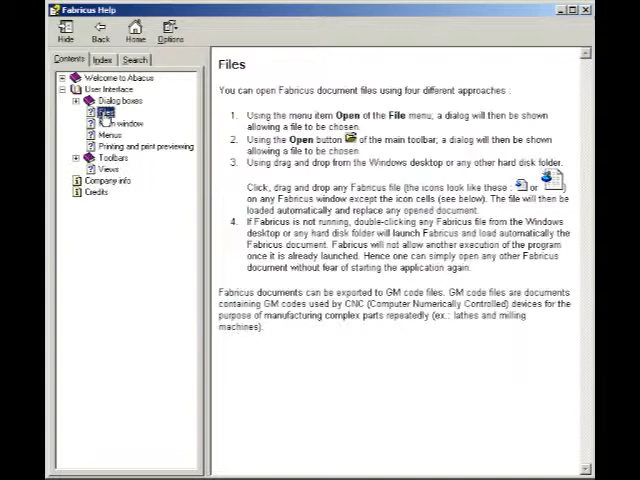 Fabricus Help
Hide
Back
Home
Options
Contents
Index
Search
Welcome to Abacus
User Interface
Dialog boxes
Files
window
Menus
Printing and print previewing
Toolbars
Views
Company info
Credits
Files
You can open Fabricus document files using four different approaches :
1. Using the menu item Open of the File menu; a dialog will then be shown
allowing a file to be chosen.
2. Using the Open button of the main toolbar; a dialog will then be shown
allowing a file to be chosen.
3. Using drag and drop from the Windows desktop or any other hard disk folder.
Click, drag and drop any Fabricus file (the icons look like these : or )
on any Fabricus window except the icon cells (see below). The file will then be
loaded automatically and replace any opened document.
4. If Fabricus is not running, double-clicking any Fabricus file from the Windows
desktop or any hard disk folder will launch Fabricus and load automatically the
Fabricus document. Fabricus will not allow another execution of the program
once it is already launched. Hence one can simply open any other Fabricus
document without fear of starting the application again.
Fabricus documents can be exported to GM code files. GM code files are documents
containing GM codes used by CNC (Computer Numerically Controlled) devices for the
purpose of manufacturing complex parts repeatedly (ex.: lathes and milling
machines).